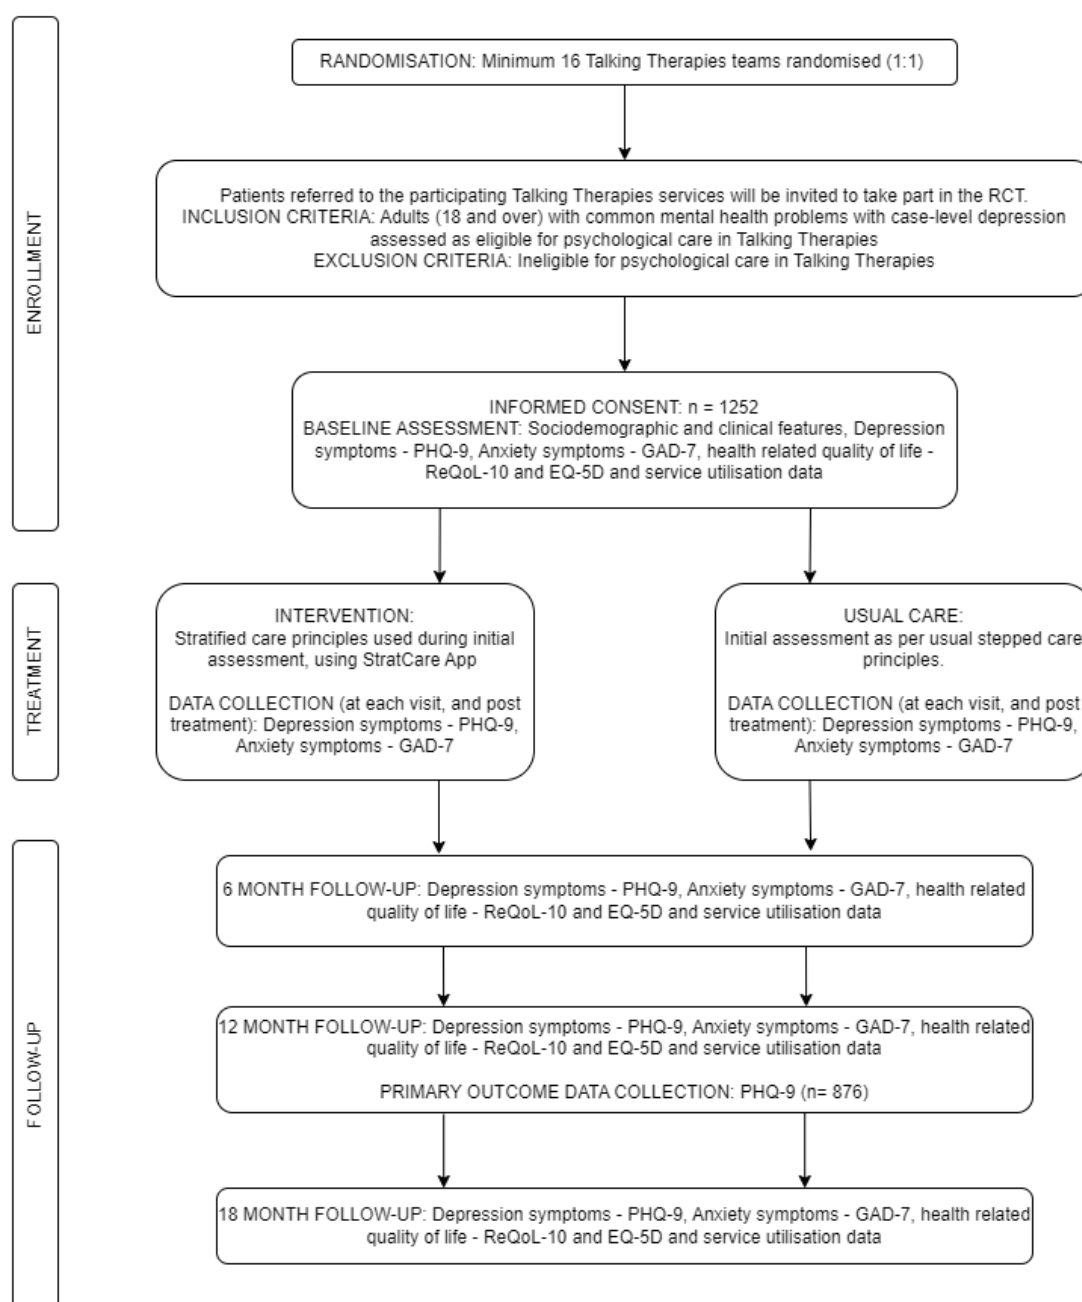 RANDOMISATION: Minimum 16 Talking Therapies teams randomised (1:1)
ENROLLMENT
Patients referred to the participating Talking Therapies services will be invited to take part in the RCT.
INCLUSION CRITERIA: Adults (18 and over) with common mental health problems with case-level depression
assessed as eligible for psychological care in Talking Therapies
EXCLUSION CRITERIA: Ineligible for psychological care in Talking Therapies
INFORMED CONSENT: n = 1252
BASELINE ASSESSMENT: Sociodemographic and clinical features, Depression
symptoms - PHQ-9, Anxiety symptoms - GAD-7, health related quality of life -
ReQoL-10 and EQ-5D and service utilisation data
TREATMENT
INTERVENTION:
Stratified care principles used during initial
assessment, using StratCare App
DATA COLLECTION (at each visit, and post
treatment): Depression symptoms - PHQ-9,
Anxiety symptoms - GAD-7
USUAL CARE:
Initial assessment as per usual stepped care
principles.
DATA COLLECTION (at each visit, and post
treatment): Depression symptoms - PHQ-9,
Anxiety symptoms - GAD-7
FOLLOW-UP
6 MONTH FOLLOW-UP: Depression symptoms - PHQ-9, Anxiety symptoms - GAD-7, health related
quality of life - ReQoL-10 and EQ-5D and service utilisation data
12 MONTH FOLLOW-UP: Depression symptoms - PHQ-9, Anxiety symptoms - GAD-7, health related
quality of life - ReQoL-10 and EQ-5D and service utilisation data
PRIMARY OUTCOME DATA COLLECTION: PHQ-9 (n= 876)
18 MONTH FOLLOW-UP: Depression symptoms - PHQ-9, Anxiety symptoms - GAD-7, health related
quality of life - ReQoL-10 and EQ-5D and service utilisation data